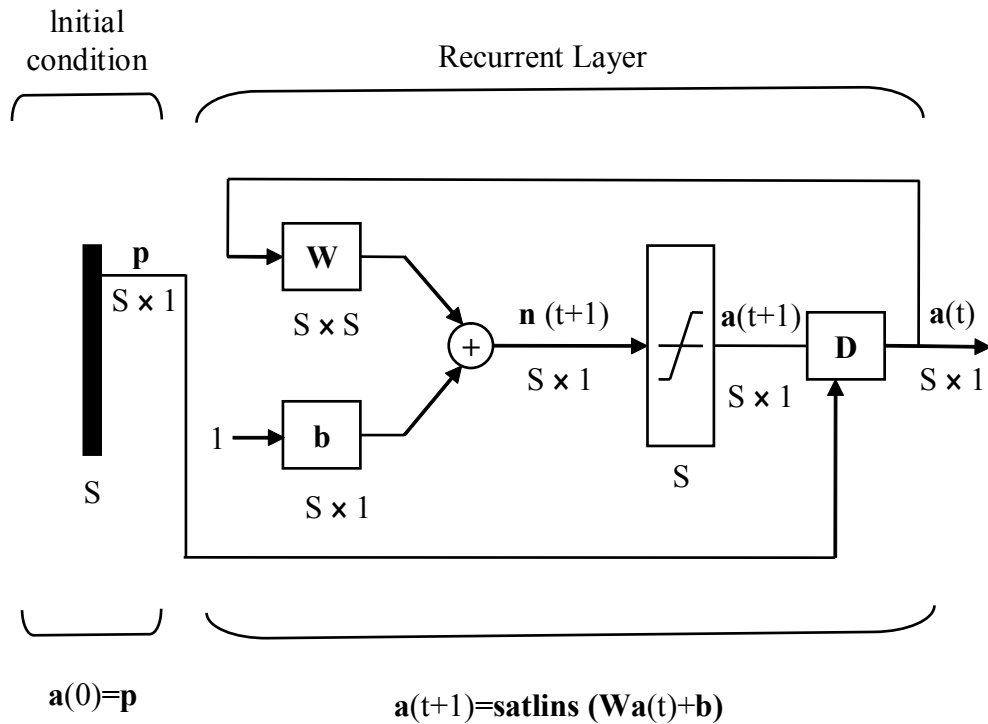 Initial
condition
Recurrent Layer
p
S × 1
S
W
S × S
1
b
S × 1
+
n (t+1)
S × 1
S
a(t+1)
S × 1
D
a(t)
S × 1
a(0)=p
a(t+1)=satlins (Wa(t)+b)